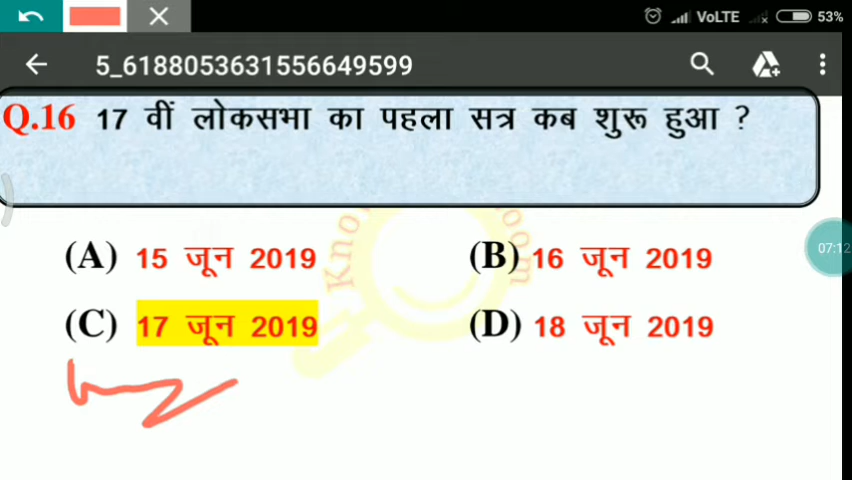 VoLTE 53%
5_6188053631556649599
Q.16 17 वीं लोकसभा का पहला सत्र कब शुरू हुआ ?
(A) 15 जून 2019 (B) 16 जून 2019
07:12
(C) 17 जून 2019 (D) 18 जून 2019